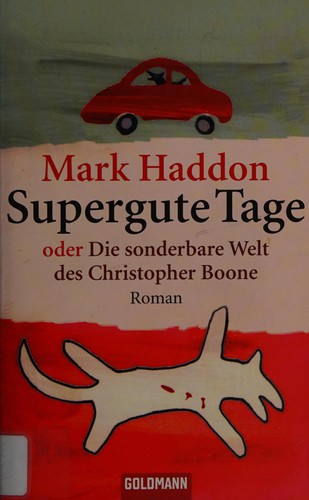 Mark Haddon
Supergute Tage
oder Die sonderbare Welt
des Christopher Boone
Roman
GOLDMANN